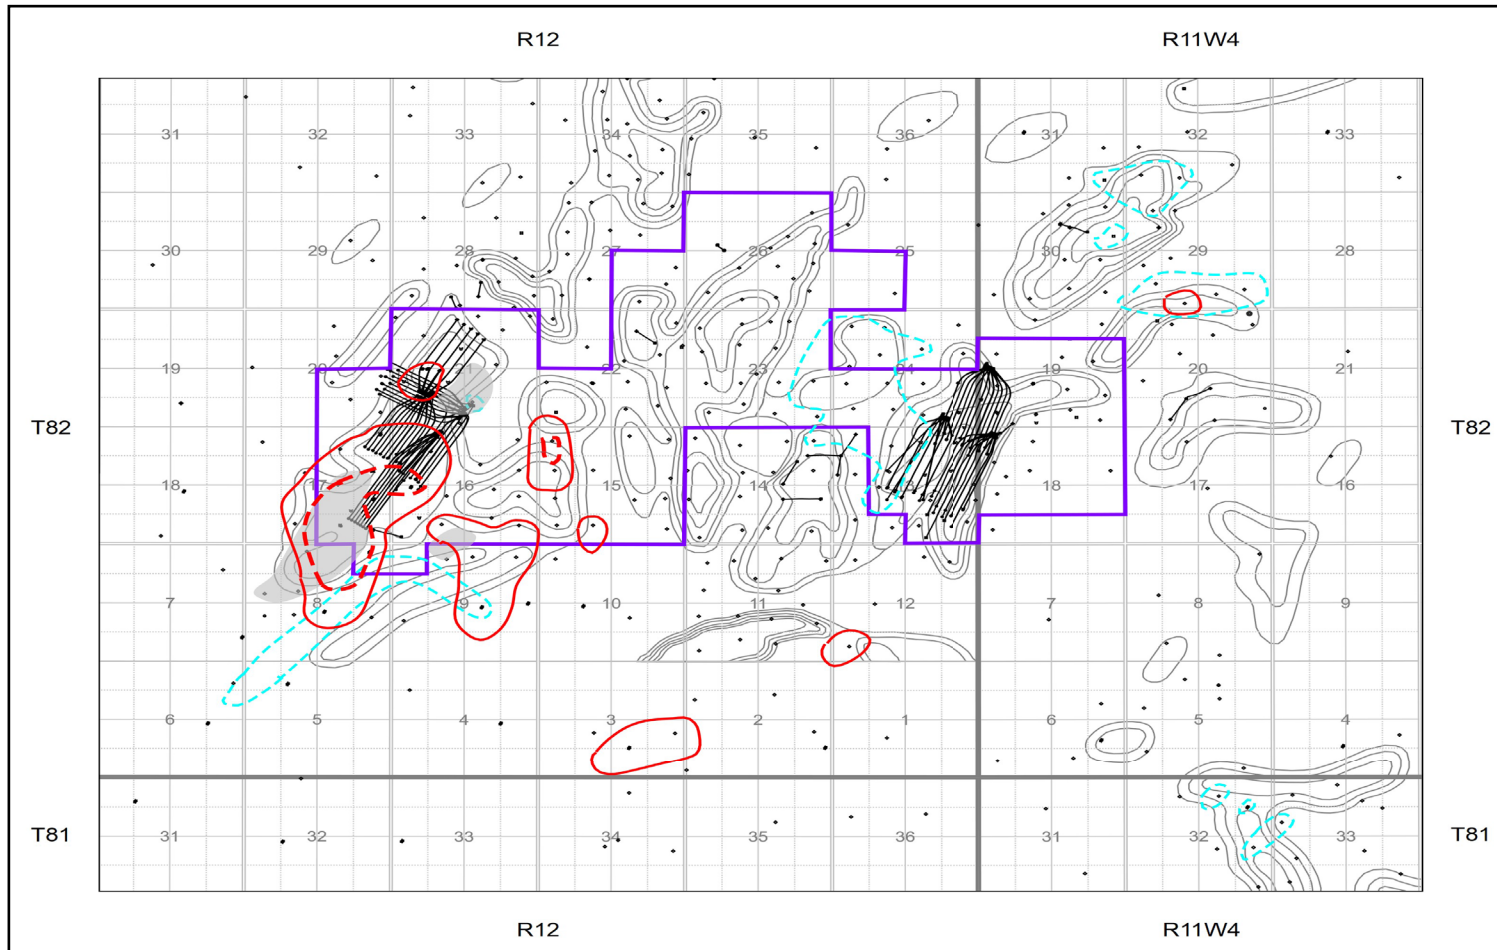 R12 R11W4
31 32 33 34 35 36 31 32 33
30 29 28 27 26 25 30 29 28
19 20 21 22 23 24 19 20 21
T82 T82
18 17 16 15 14 13 18 17 16
7 8 9 10 11 12 7 8 9
6 5 4 3 2 1 6 5 4
T81 31 32 33 34 35 36 31 32 33 T81
R12 R11W4